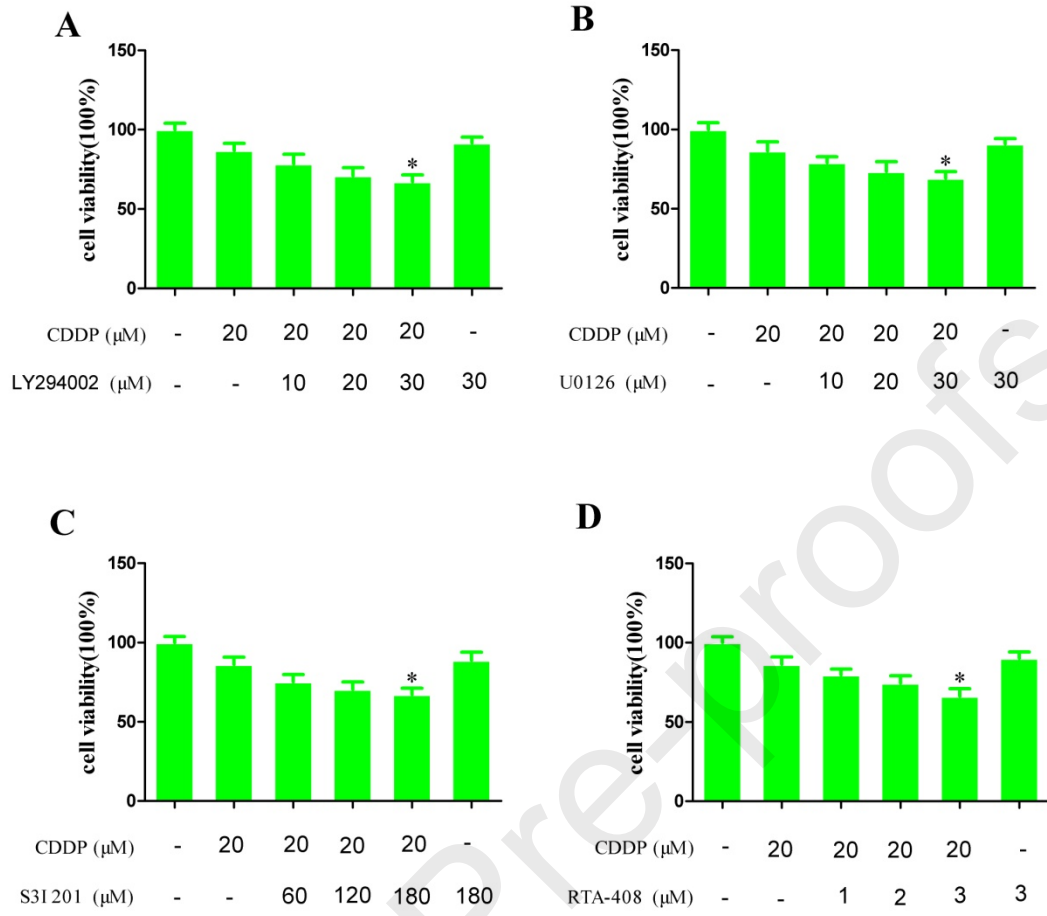 A
cell viability(100%)
150
100
50
0
*
CDDP (μM) - 20 20 20 20 -
LY294002 (μM) - - 10 20 30 30
B
cell viability(100%)
150
100
50
0
*
CDDP (μM) - 20 20 20 20 -
U0126 (μM) - - 10 20 30 30
C
cell viability(100%)
150
100
50
0
*
CDDP (μM) - 20 20 20 20 -
S3I201 (μM) - - 60 120 180 180
D
cell viability(100%)
150
100
50
0
*
CDDP (μM) - 20 20 20 20 -
RTA-408 (μM) - - 1 2 3 3
Pre-proofs